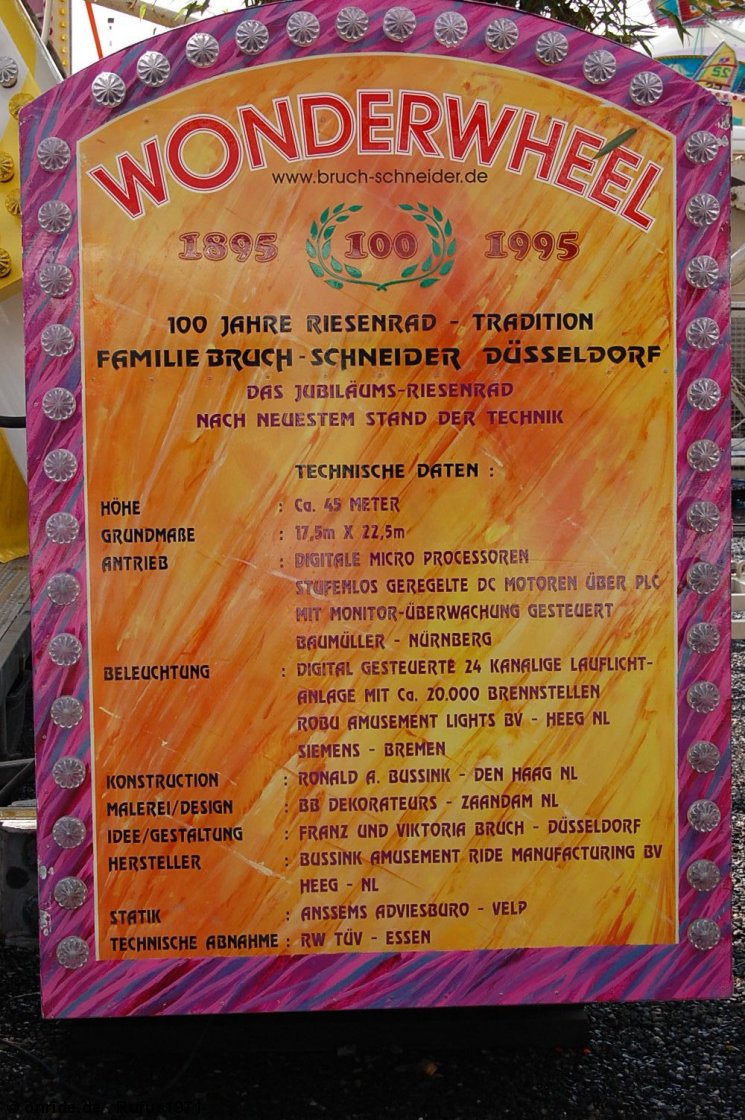 WONDERWHEEL
www.bruch-schneider.de
1895 100 1995
100 JAHRE RIESENRAD - TRADITION
FAMILIE BRUCH - SCHNEIDER DÜSSELDORF
DAS JUBILÄUMS-RIESENRAD
NACH NEUESTEM STAND DER TECHNIK
TECHNISCHE DATEN :
HÖHE : Ca. 45 METER
GRUNDMAßE : 17,5m X 22,5m
ANTRIEB : DIGITALE MICRO PROCESSOREN
STUFENLOS GEREGELTE DC MOTOREN ÜBER PLC
MIT MONITOR-ÜBERWACHUNG GESTEUERT
BAUMÜLLER - NÜRNBERG
BELEUCHTUNG : DIGITAL GESTEUERTE 24 KANALIGE LAUFLICHT-
ANLAGE MIT Ca. 20.000 BRENNSTELLEN
ROBU AMUSEMENT LIGHTS BV - HEEG NL
SIEMENS - BREMEN
KONSTRUCTION : RONALD A. BUSSINK - DEN HAAG NL
MALEREI/DESIGN : BB DEKORATEURS - ZAANDAM NL
IDEE/GESTALTUNG : FRANZ UND VIKTORIA BRUCH - DÜSSELDORF
HERSTELLER : BUSSINK AMUSEMENT RIDE MANUFACTURING BV
HEEG - NL
STATIK : ANSSEMS ADVIESBURO - VELP
TECHNISCHE ABNAHME : RW TÜV - ESSEN